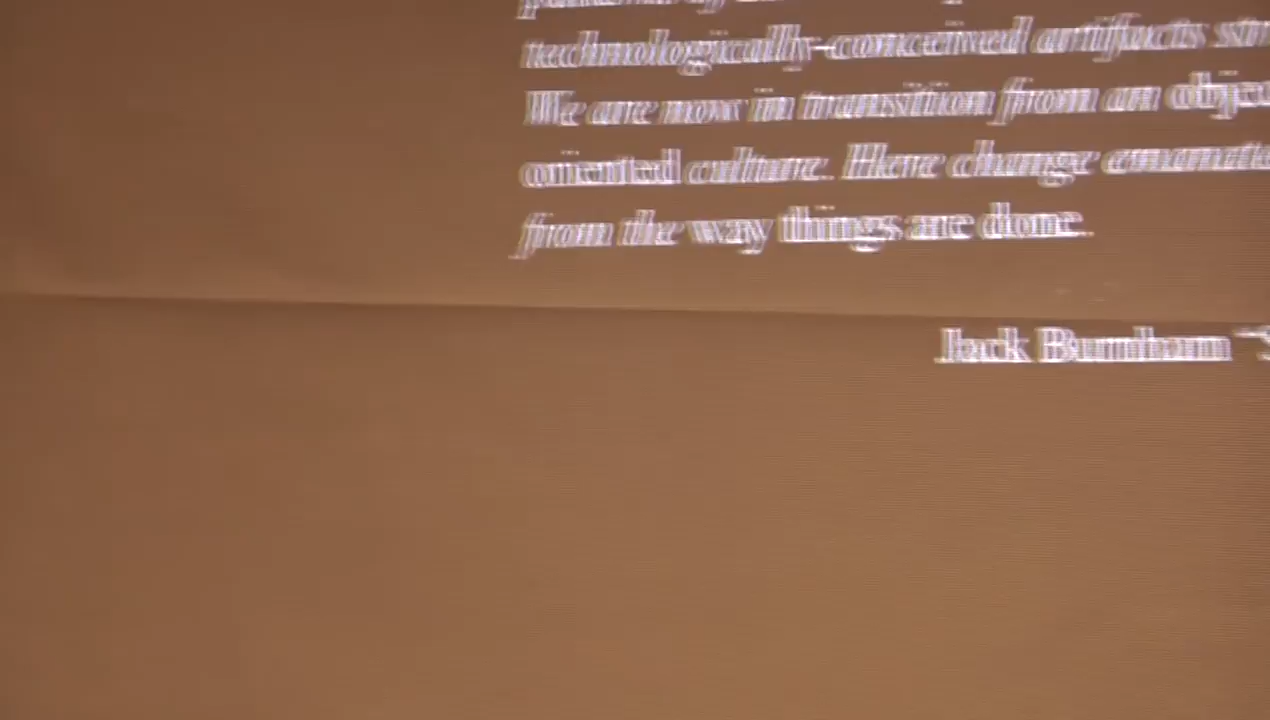 technologically-conceived artifacts
We are now in transition from an
oriented culture. Here change emanates
from the way things are done.
Jack Burnham